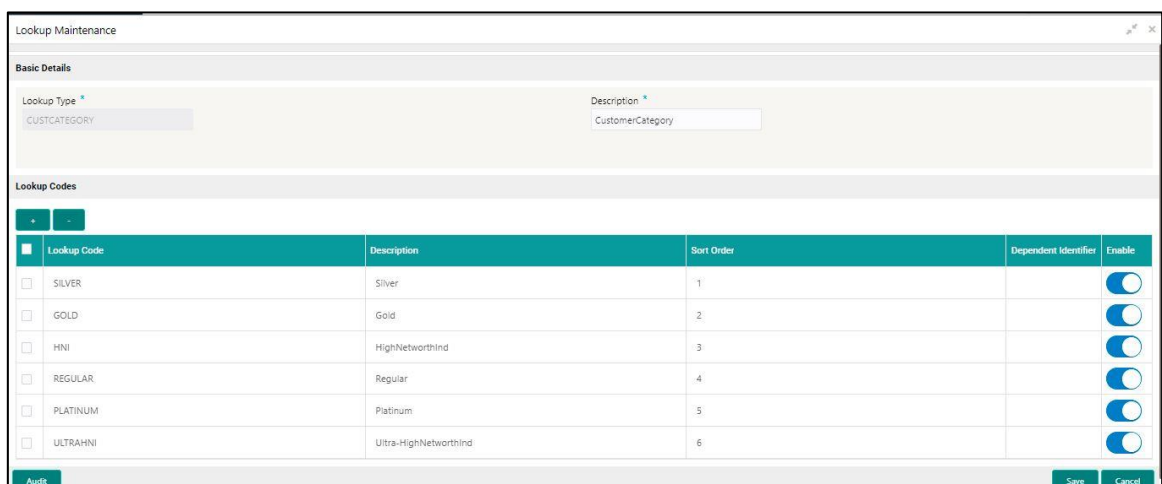 Lookup Maintenance
Basic Details
Lookup Type * Description *
CUSTCATEGORY CustomerCategory
Lookup Codes
+ -
Lookup Code Description Sort Order Dependent Identifier Enable
SILVER Silver 1
GOLD Gold 2
HNI HighNetworthInd 3
REGULAR Regular 4
PLATINUM Platinum 5
ULTRAHNI Ultra-HighNetworthInd 6
Audit Save Cancel